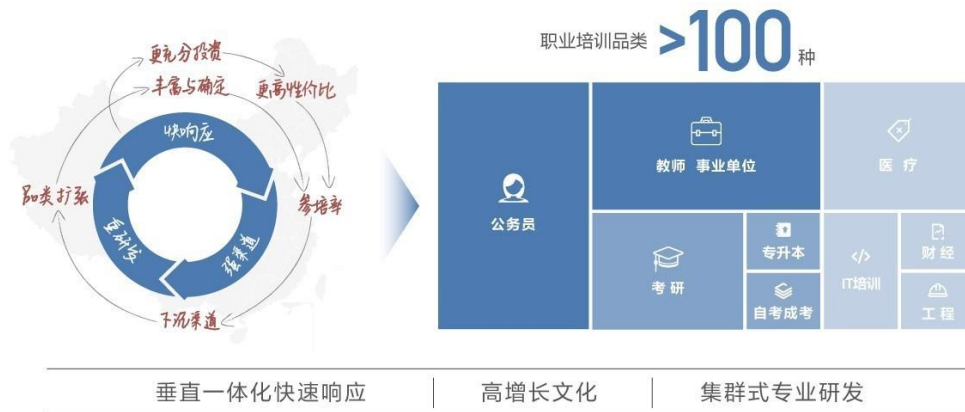 更充分投资
丰富与确定
更高性价比
快响应
品类扩张
参培率
重研发
强渠道
下沉渠道
职业培训品类 >100 种
公务员
教师 事业单位
医疗
考研
专升本
自考成考
IT培训
财经
工程
垂直一体化快速响应
高增长文化
集群式专业研发